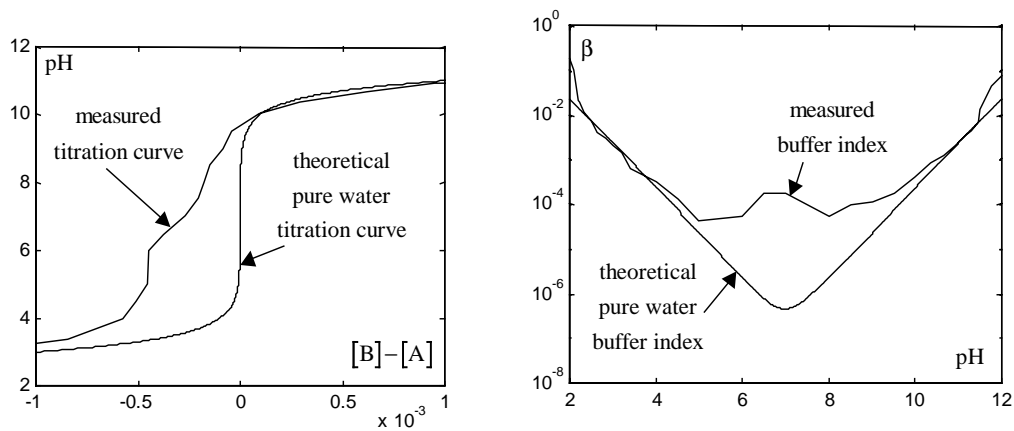 12
10
8
6
4
2
pH
measured
titration curve
theoretical
pure water
titration curve
[B]−[A]
-1
-0.5
0
0.5
1
x 10^-3
10^0
10^-2
10^-4
10^-6
10^-8
β
measured
buffer index
theoretical
pure water
buffer index
pH
2
4
6
8
10
12